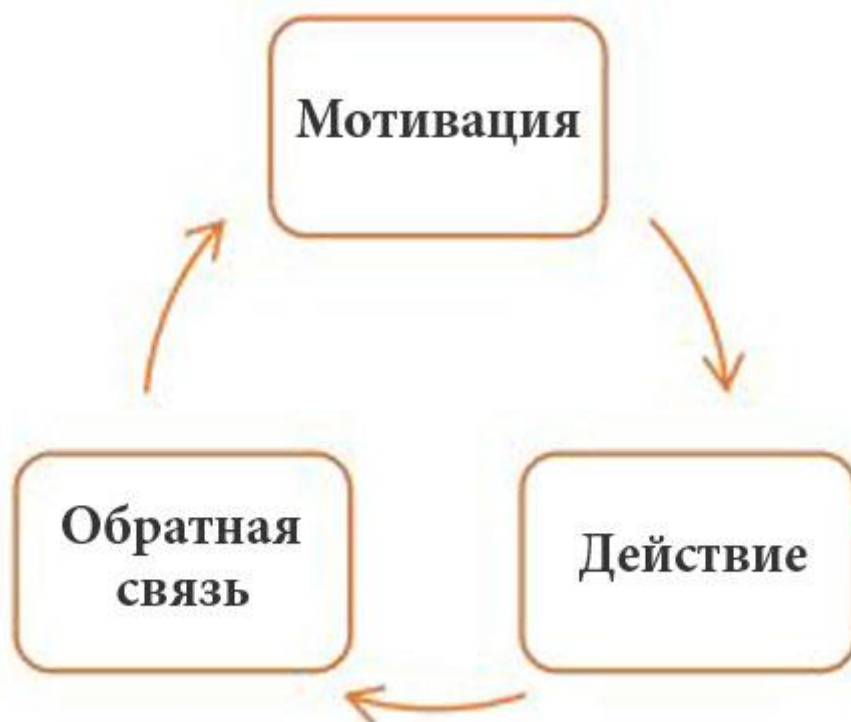 Мотивация
Обратная
связь
Действие